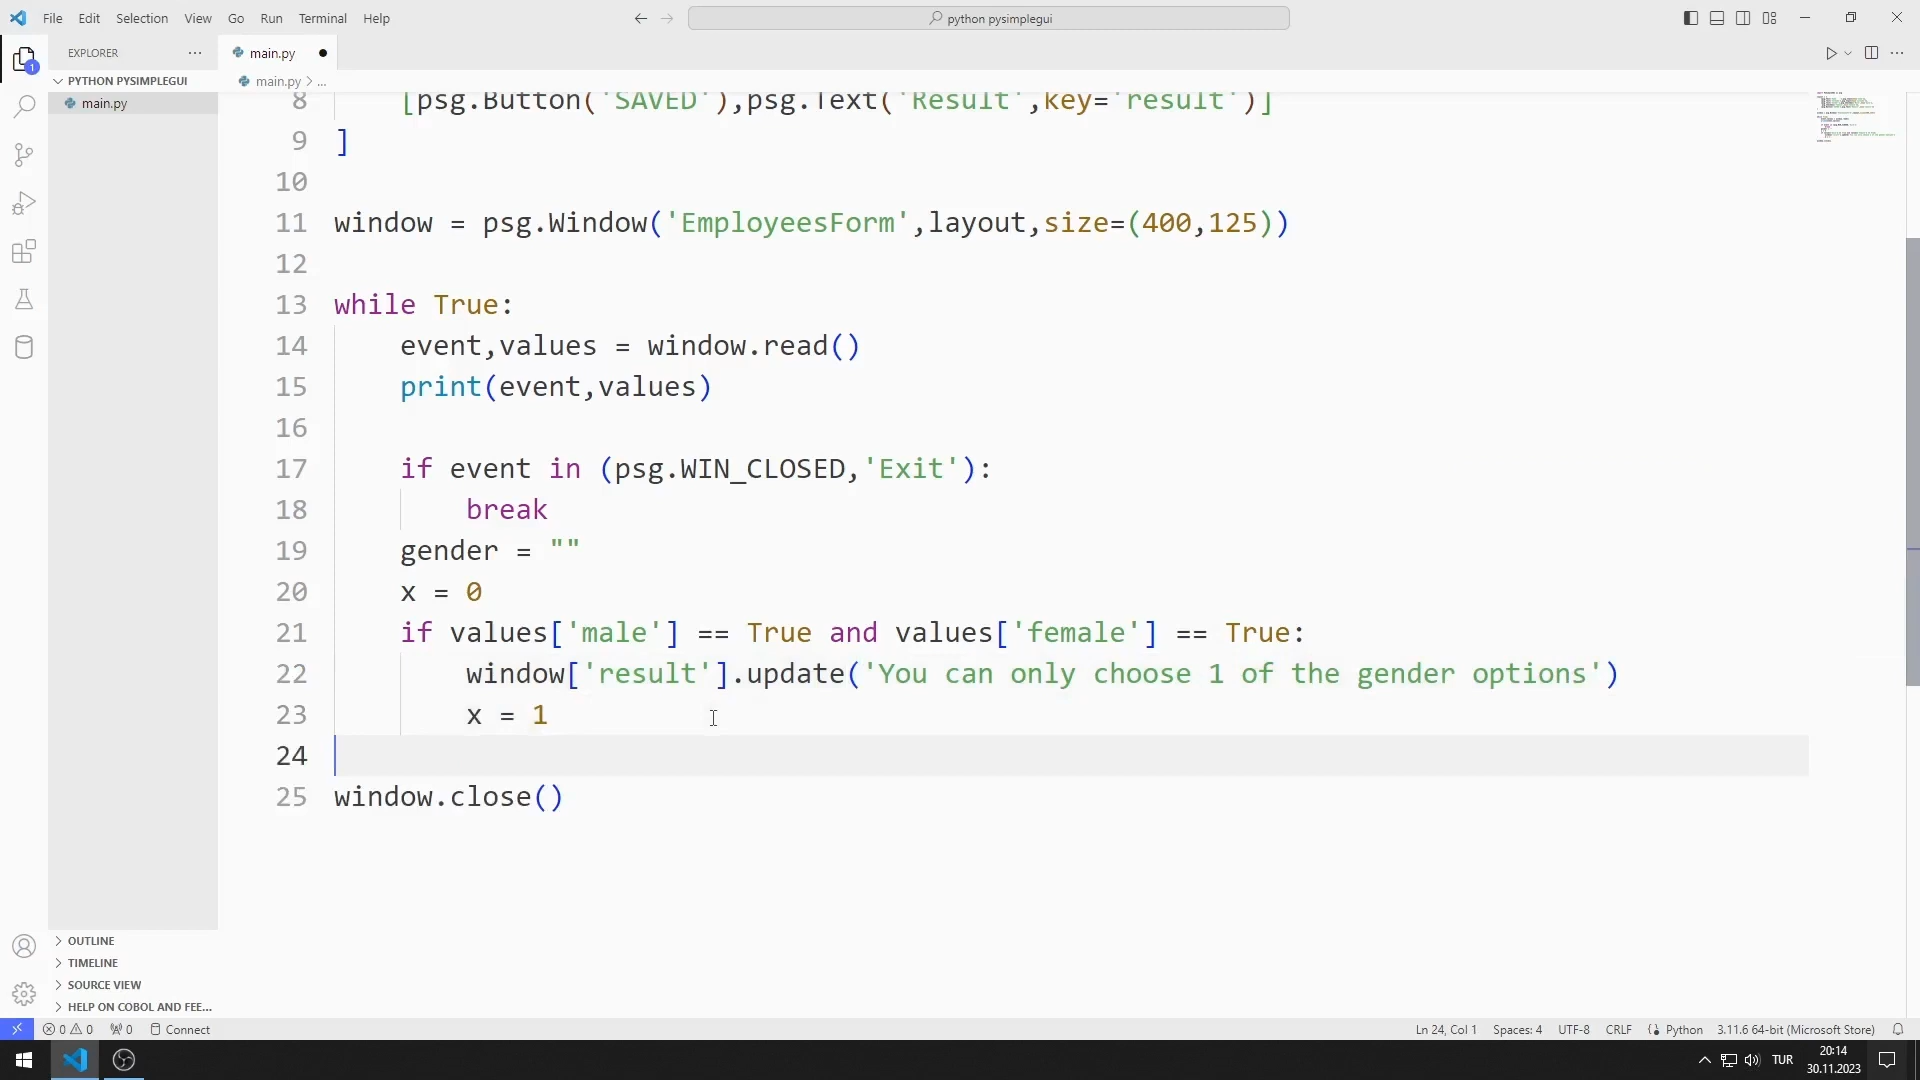 File Edit Selection View Go Run Terminal Help
python pysimplegui
EXPLORER
main.py
PYTHON PYSIMPLEGUI
main.py > ...
main.py
8 [psg.Button('SAVED'),psg.Text('Result',key='result')]
9 ]
10
11 window = psg.Window('EmployeesForm',layout,size=(400,125))
12
13 while True:
14 event,values = window.read()
15 print(event,values)
16
17 if event in (psg.WIN_CLOSED,'Exit'):
18 break
19 gender = ""
20 x = 0
21 if values['male'] == True and values['female'] == True:
22 window['result'].update('You can only choose 1 of the gender options')
23 x = 1
24
25 window.close()
1
OUTLINE
TIMELINE
SOURCE VIEW
HELP ON COBOL AND FEE...
0 0 0 Connect
Ln 24, Col 1 Spaces: 4 UTF-8 CRLF Python 3.11.6 64-bit (Microsoft Store)
TUR
20:14
30.11.2023